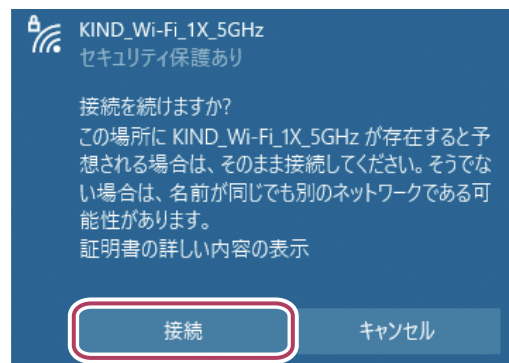 KIND_Wi-Fi_1X_5GHz
セキュリティ保護あり
接続を続けますか?
この場所に KIND_Wi-Fi_1X_5GHz が存在すると予
想される場合は、そのまま接続してください。そうでな
い場合は、名前が同じでも別のネットワークである可
能性があります。
証明書の詳しい内容の表示
接続
キャンセル